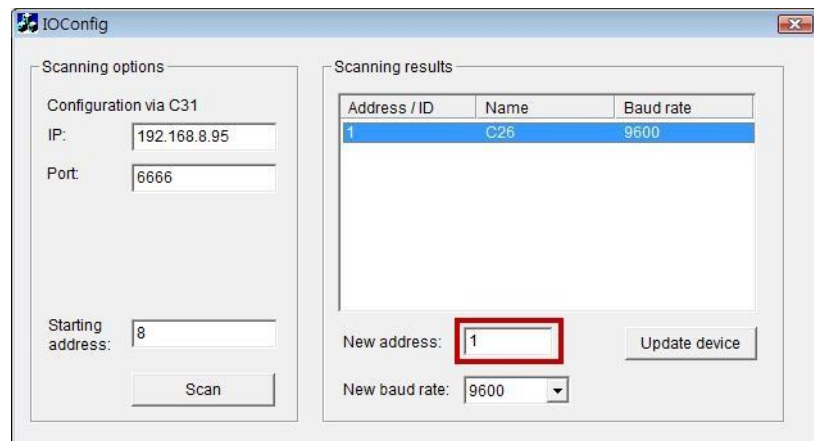 IOConfig
Scanning options
Configuration via C31
IP: 192.168.8.95
Port: 6666
Starting address: 8
Scan
Scanning results
Address / ID Name Baud rate
1 C26 9600
New address: 1
Update device
New baud rate: 9600